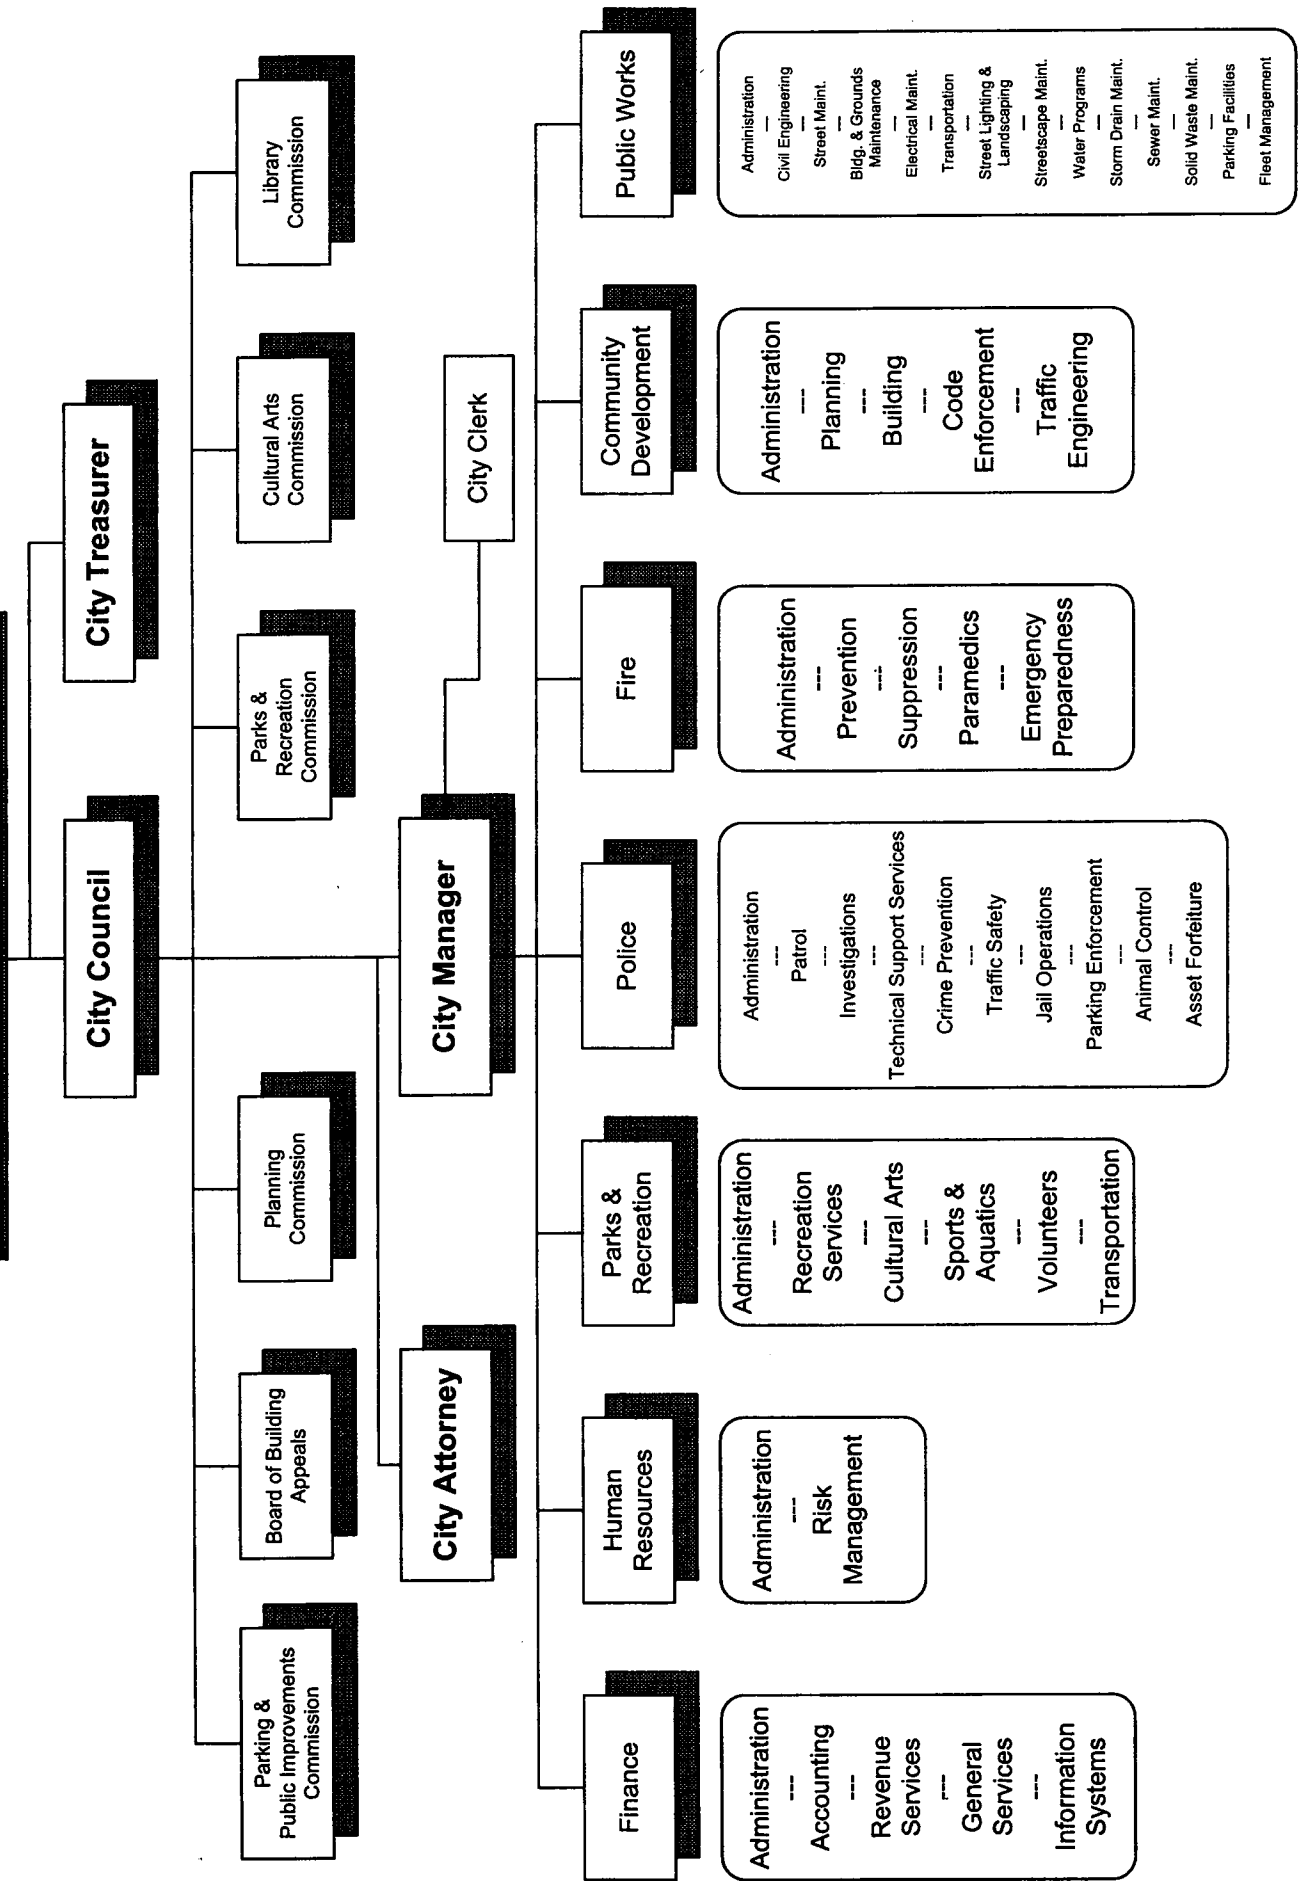 City Council
City Treasurer
Parking &
Public Improvements
Commission
Board of Building
Appeals
Planning
Commission
Parks &
Recreation
Commission
Cultural Arts
Commission
Library
Commission
City Attorney
City Manager
City Clerk
Finance
Human
Resources
Parks &
Recreation
Police
Fire
Community
Development
Public Works
Administration
---
Accounting
---
Revenue
Services
---
General
Services
---
Information
Systems
Administration
---
Risk
Management
Administration
---
Recreation
Services
---
Cultural Arts
---
Sports &
Aquatics
---
Volunteers
---
Transportation
Administration
---
Patrol
---
Investigations
---
Technical Support Services
---
Crime Prevention
---
Traffic Safety
---
Jail Operations
---
Parking Enforcement
---
Animal Control
---
Asset Forfeiture
Administration
---
Prevention
---
Suppression
---
Paramedics
---
Emergency
Preparedness
Administration
---
Planning
---
Building
---
Code
Enforcement
---
Traffic
Engineering
Administration
---
Civil Engineering
---
Street Maint.
---
Bldg. & Grounds
Maintenance
---
Electrical Maint.
---
Transportation
---
Street Lighting &
Landscaping
---
Streetscape Maint.
---
Water Programs
---
Storm Drain Maint.
---
Sewer Maint.
---
Solid Waste Maint.
---
Parking Facilities
---
Fleet Management